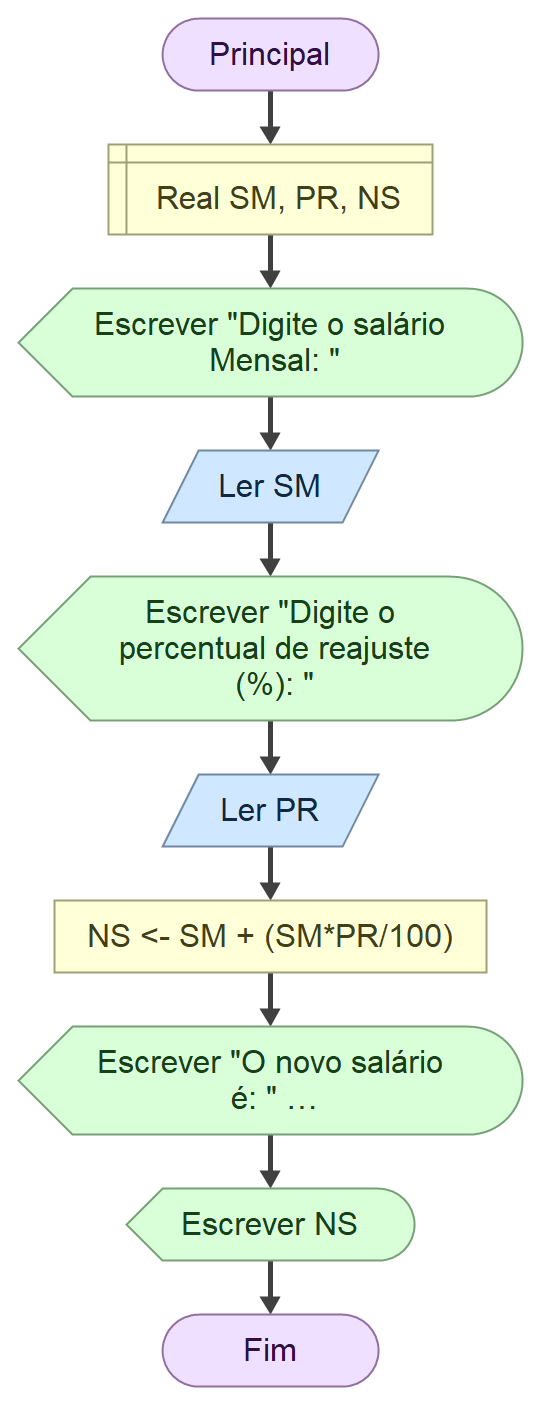 Principal
Real SM, PR, NS
Escrever "Digite o salário
Mensal: "
Ler SM
Escrever "Digite o
percentual de reajuste
(%): "
Ler PR
NS <- SM + (SM*PR/100)
Escrever "O novo salário
é: " …
Escrever NS
Fim